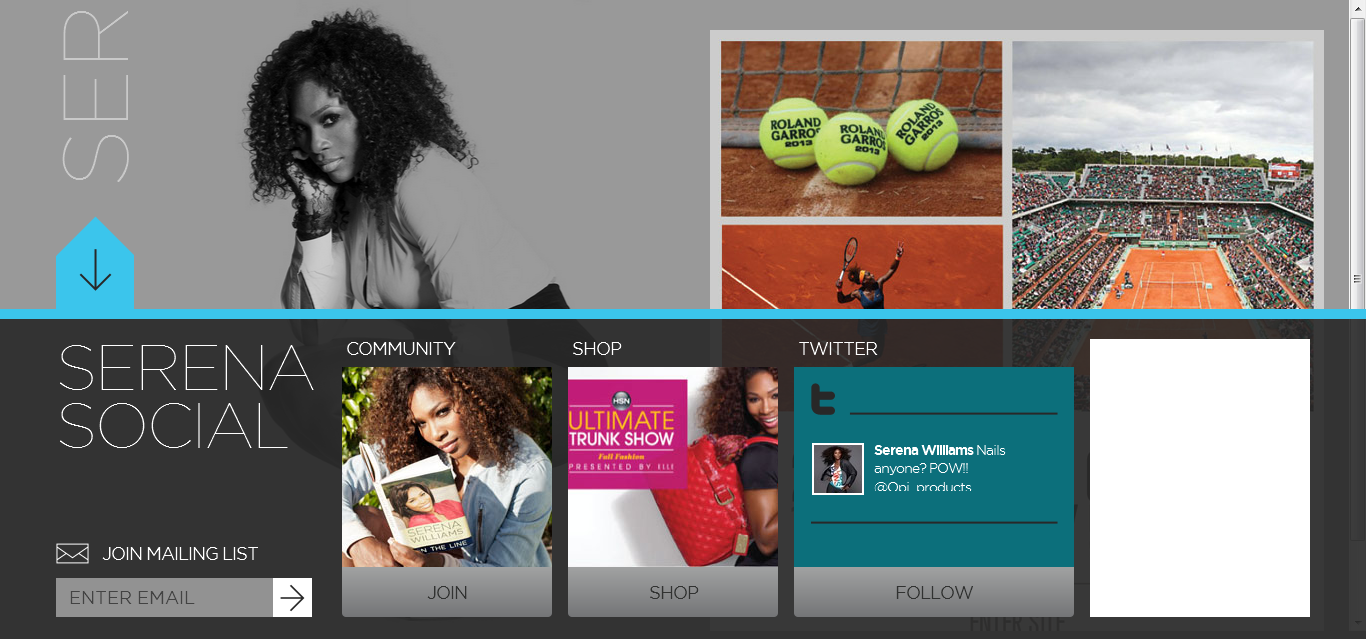 SER
ROLAND
GARROS
2013
ROLAND
GARROS
2013
ROLAND
GARROS
2013
SERENA
SOCIAL
COMMUNITY
SHOP
TWITTER
HSN
ULTIMATE
TRUNK SHOW
Fall Fashion
PRESENTED BY ELLE
SERENA
WILLIAMS
ON THE LINE
t
Serena Williams Nails
anyone? POW!!
@Opi_products
JOIN MAILING LIST
ENTER EMAIL
JOIN
SHOP
FOLLOW
ENTER SITE